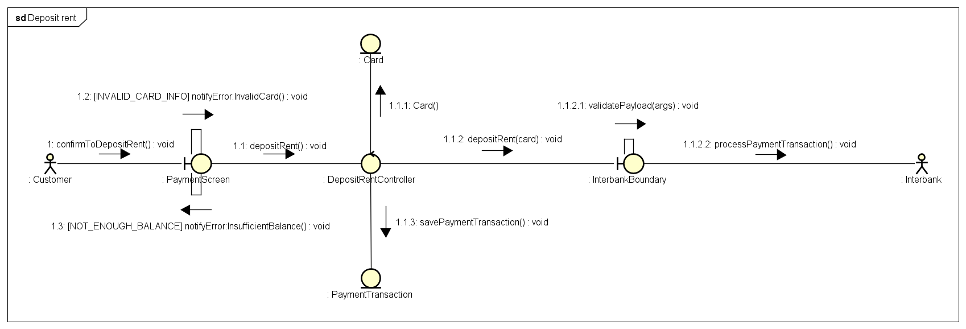 sd Deposit rent
: Card
1.2: [INVALID_CARD_INFO] notifyError.InvalidCard() : void
1.1.1: Card()
1.1.2.1: validatePayload(args) : void
1: confirmToDepositRent() : void
1.1: depositRent() : void
1.1.2: depositRent(card) : void
1.1.2.2: processPaymentTransaction() : void
: Customer
: PaymentScreen
DepositRentController
: InterbankBoundary
Interbank
1.3: [NOT_ENOUGH_BALANCE] notifyError.InsufficientBalance() : void
1.1.3: savePaymentTransaction() : void
PaymentTransaction